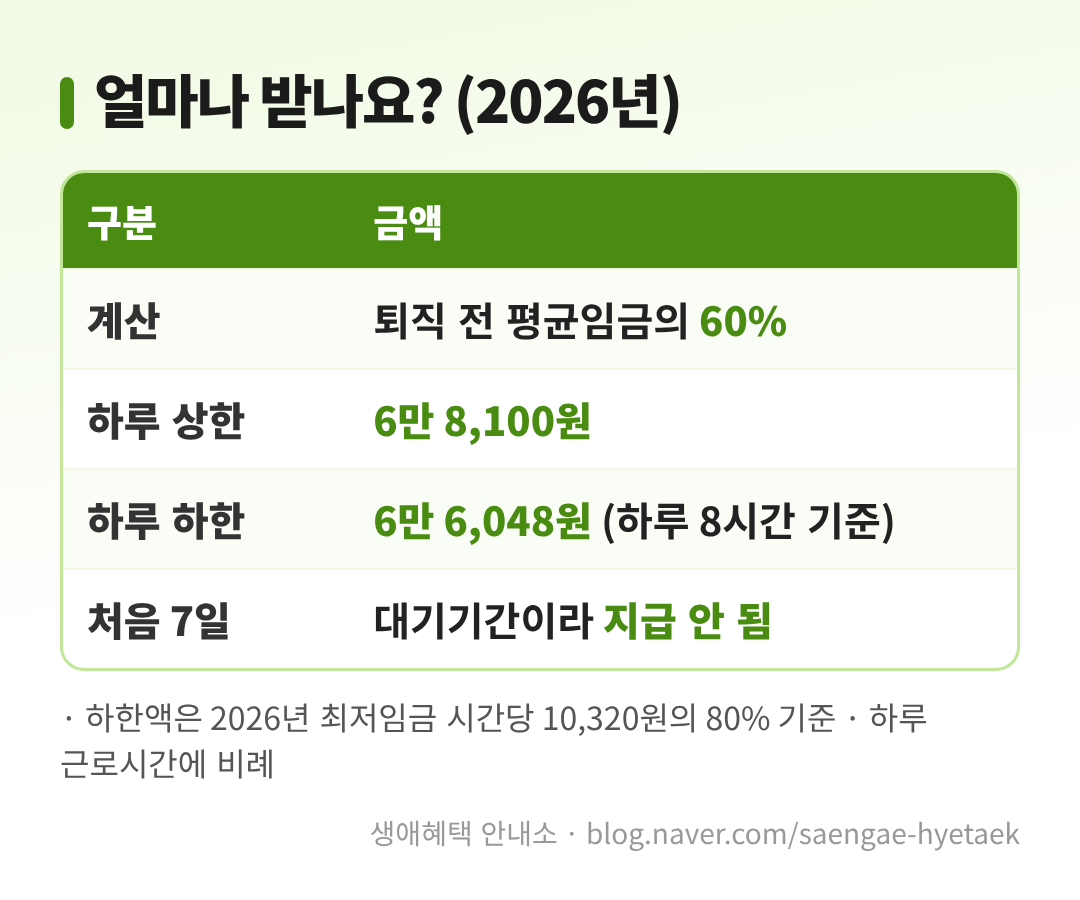 얼마나 받나요? (2026년)
구분 금액
계산 퇴직 전 평균임금의 60%
하루 상한 6만 8,100원
하루 하한 6만 6,048원 (하루 8시간 기준)
처음 7일 대기기간이라 지급 안 됨
· 하한액은 2026년 최저임금 시간당 10,320원의 80% 기준 · 하루
근로시간에 비례
생애혜택 안내소 · blog.naver.com/saengae-hyetaek